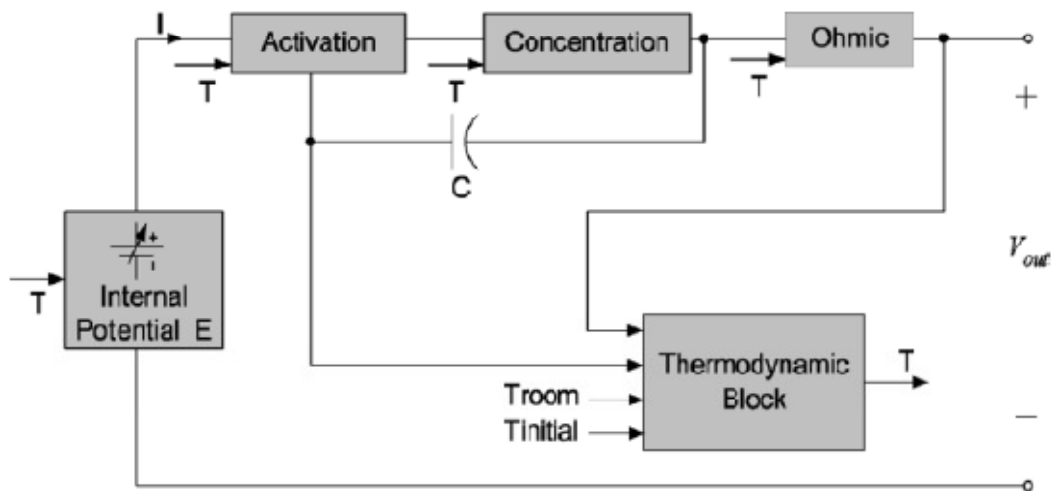 I
Activation
Concentration
Ohmic
T
T
T
+
C
+
Internal
Potential E
T
V_out
Thermodynamic
Block
T
Troom
Tinitial
−